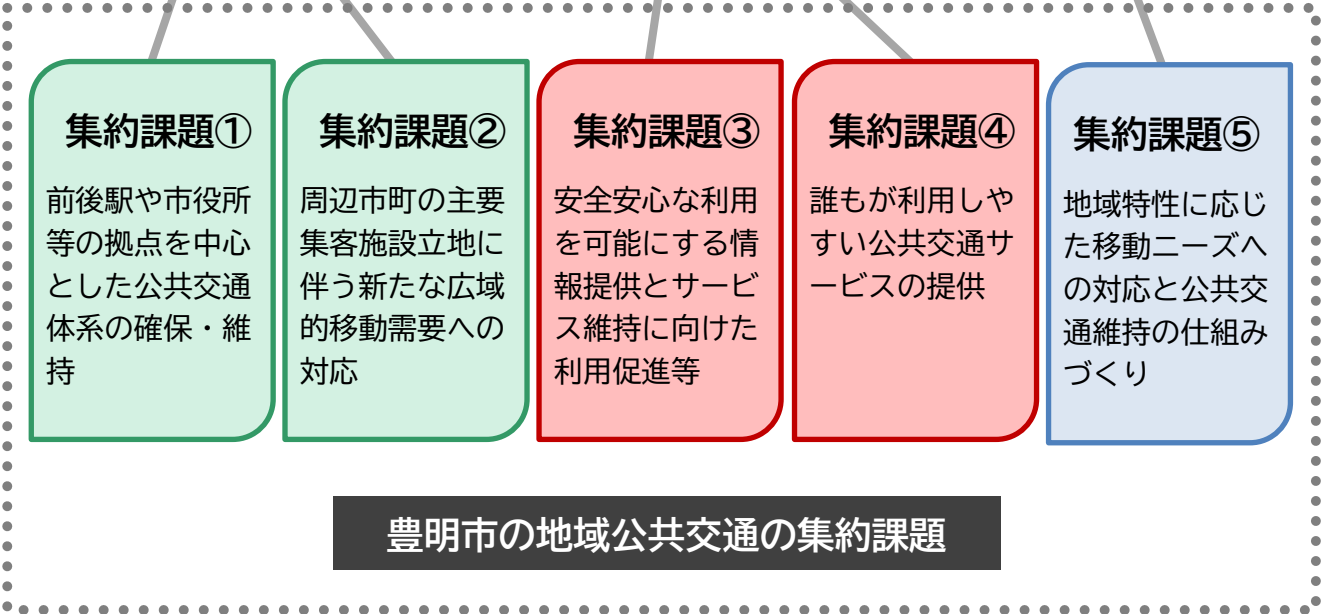 集約課題①
前後駅や市役所
等の拠点を中心
とした公共交通
体系の確保・維
持
集約課題②
周辺市町の主要
集客施設立地に
伴う新たな広域
的移動需要への
対応
集約課題③
安全安心な利用
を可能にする情
報提供とサービ
ス維持に向けた
利用促進等
集約課題④
誰もが利用しや
すい公共交通サ
ービスの提供
集約課題⑤
地域特性に応じ
た移動ニーズへ
の対応と公共交
通維持の仕組み
づくり
豊明市の地域公共交通の集約課題